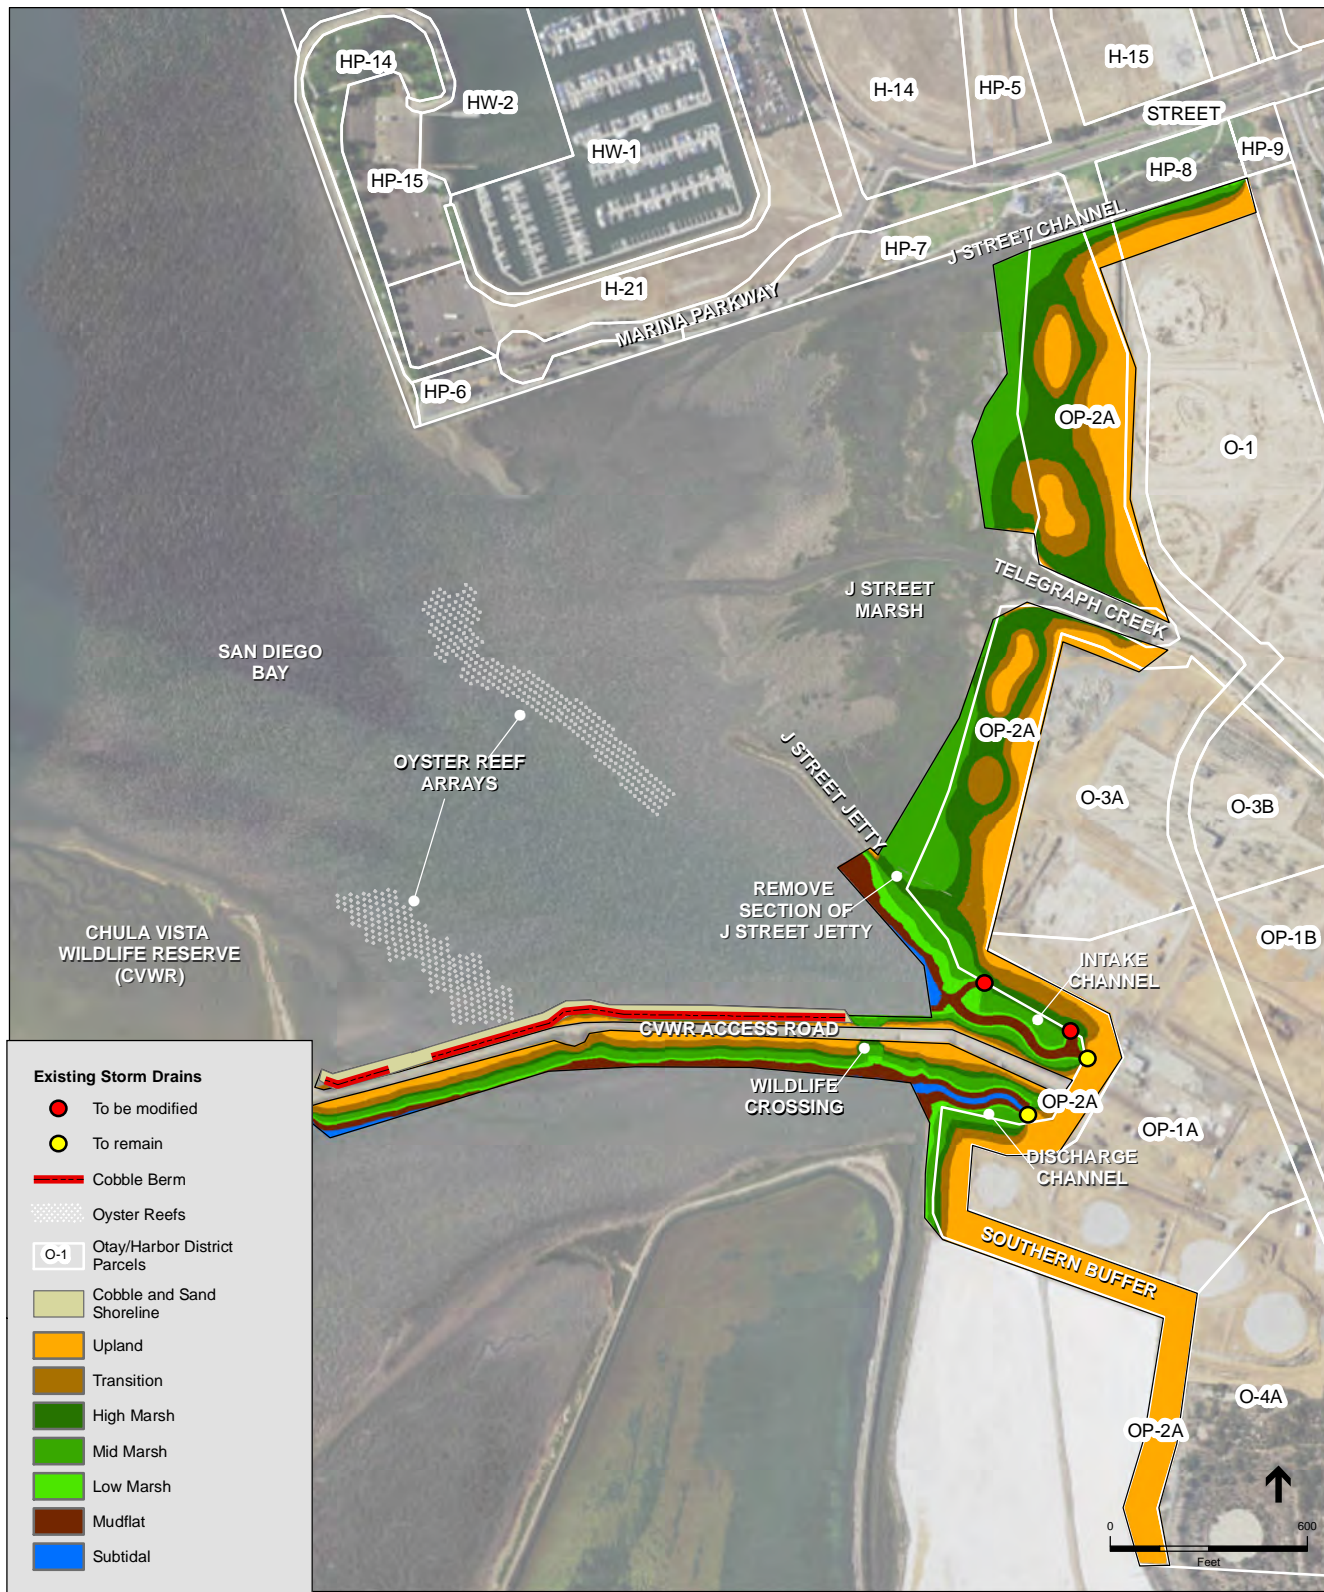 HP-14
HW-2
HP-15
HW-1
H-14
HP-5
H-15
STREET
HP-9
HP-8
HP-7
J STREET CHANNEL
H-21
MARINA PARKWAY
HP-6
OP-2A
O-1
TELEGRAPH CREEK
J STREET
MARSH
SAN DIEGO
BAY
OYSTER REEF
ARRAYS
J STREET JETTY
OP-2A
O-3A
O-3B
REMOVE
SECTION OF
J STREET JETTY
CHULA VISTA
WILDLIFE RESERVE
(CVWR)
OP-1B
INTAKE
CHANNEL
CVWR ACCESS ROAD
WILDLIFE
CROSSING
OP-2A
OP-1A
DISCHARGE
CHANNEL
SOUTHERN BUFFER
O-4A
OP-2A
0
600
Feet
Existing Storm Drains
To be modified
To remain
Cobble Berm
Oyster Reefs
O-1
Otay/Harbor District
Parcels
Cobble and Sand
Shoreline
Upland
Transition
High Marsh
Mid Marsh
Low Marsh
Mudflat
Subtidal